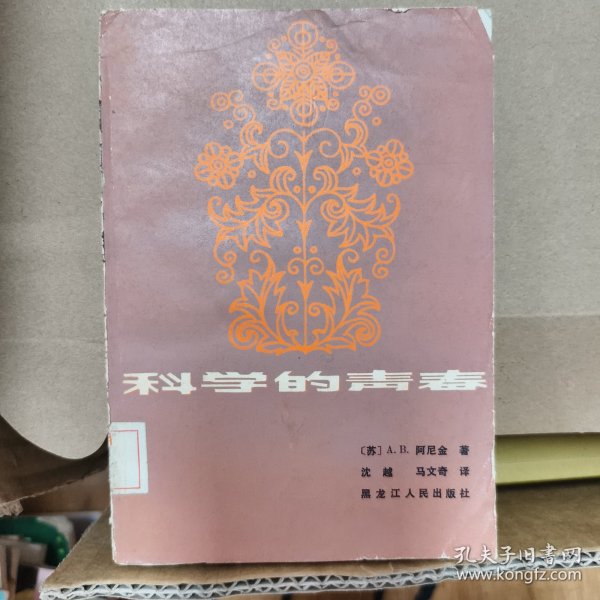 科学的青春
〔苏〕A.B.阿尼金 著
沈越 马文奇 译
黑龙江人民出版社
孔夫子旧书网
www.kongfz.com